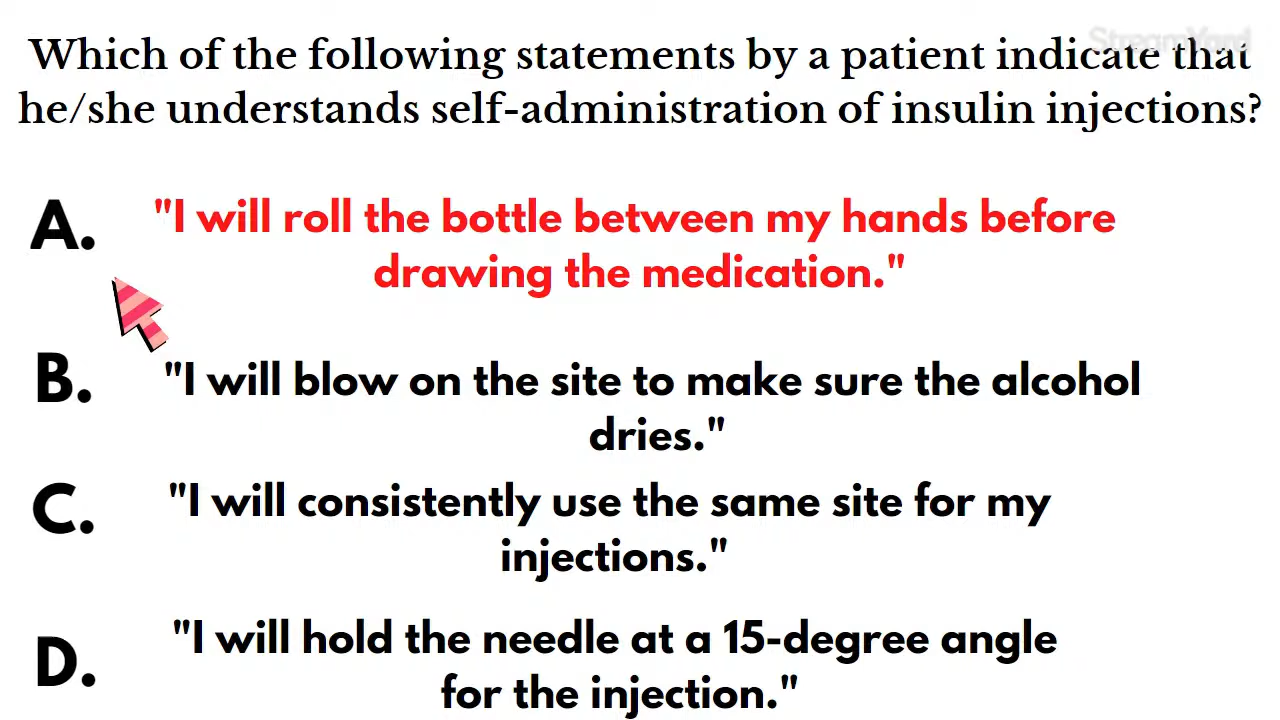 StreamYard
Which of the following statements by a patient indicate that
he/she understands self-administration of insulin injections?
A.
"I will roll the bottle between my hands before
drawing the medication."
B.
"I will blow on the site to make sure the alcohol
dries."
C.
"I will consistently use the same site for my
injections."
D.
"I will hold the needle at a 15-degree angle
for the injection."